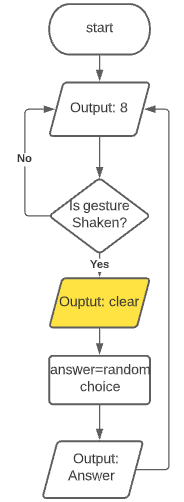 start
Output: 8
No
Is gesture
Shaken?
Yes
Ouptut: clear
answer=random
choice
Output:
Answer